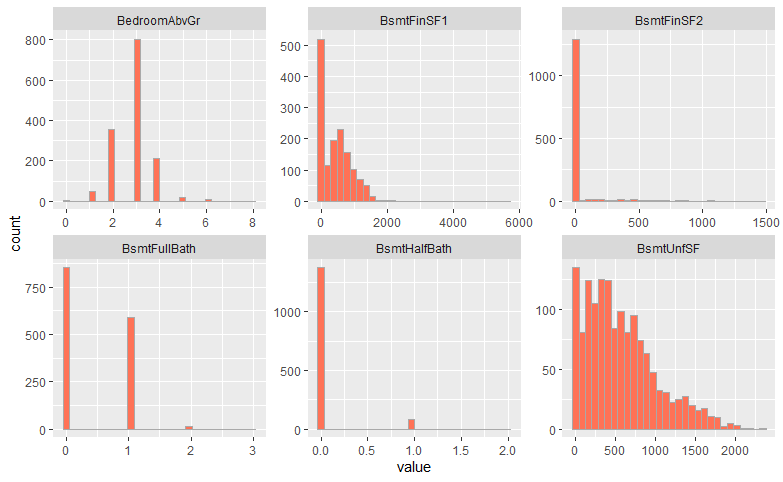 BedroomAbvGr
BsmtFinSF1
BsmtFinSF2
800
600
400
200
0
0 2 4 6 8
500
400
300
200
100
0
0 2000 4000 6000
1000
500
0
0 500 1000 1500
count
BsmtFullBath
BsmtHalfBath
BsmtUnfSF
750
500
250
0
0 1 2 3
1000
500
0
0.0 0.5 1.0 1.5 2.0
100
50
0
0 500 1000 1500 2000
value